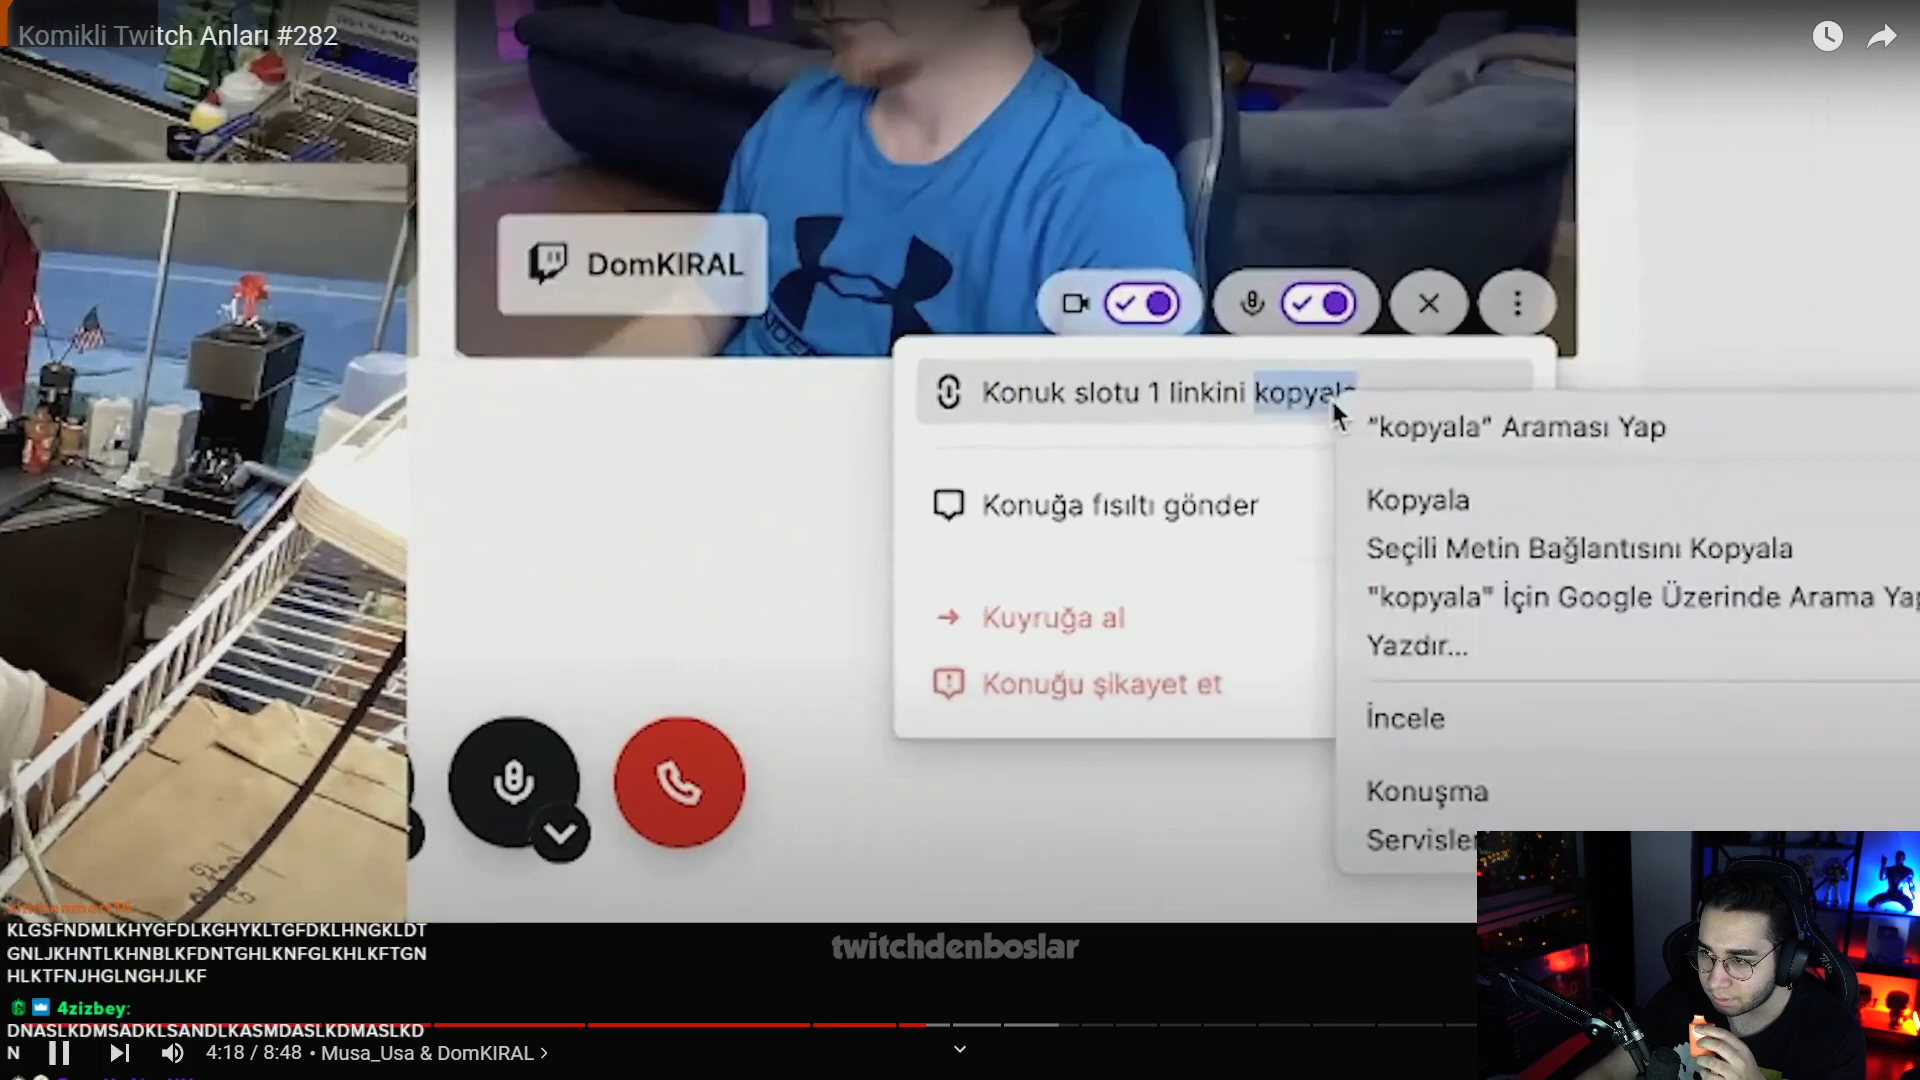 Komikli Twitch Anları #282
DomKIRAL
Konuk slotu 1 linkini kopyala
"kopyala" Araması Yap
Kopyala
Konuğa fısıltı gönder
Seçili Metin Bağlantısını Kopyala
"kopyala" İçin Google Üzerinde Arama Yap
Kuyruğa al
Yazdır...
Konuğu şikayet et
İncele
Konuşma
Servisler
KLGSFNDMLKHYGFDLKGHYKLTGFDKLHNGKLDT
GNLJKHNTLKHNBLKFDNTGHLKNFGLKHLKFTGN
HLKTFNJHGLNGHJLKF
twitchdenboslar
4zizbey:
DNASLKDMSADKLSANDLKASMDASLKDMASLKD
N
4:18 / 8:48 • Musa_Usa & DomKIRAL >